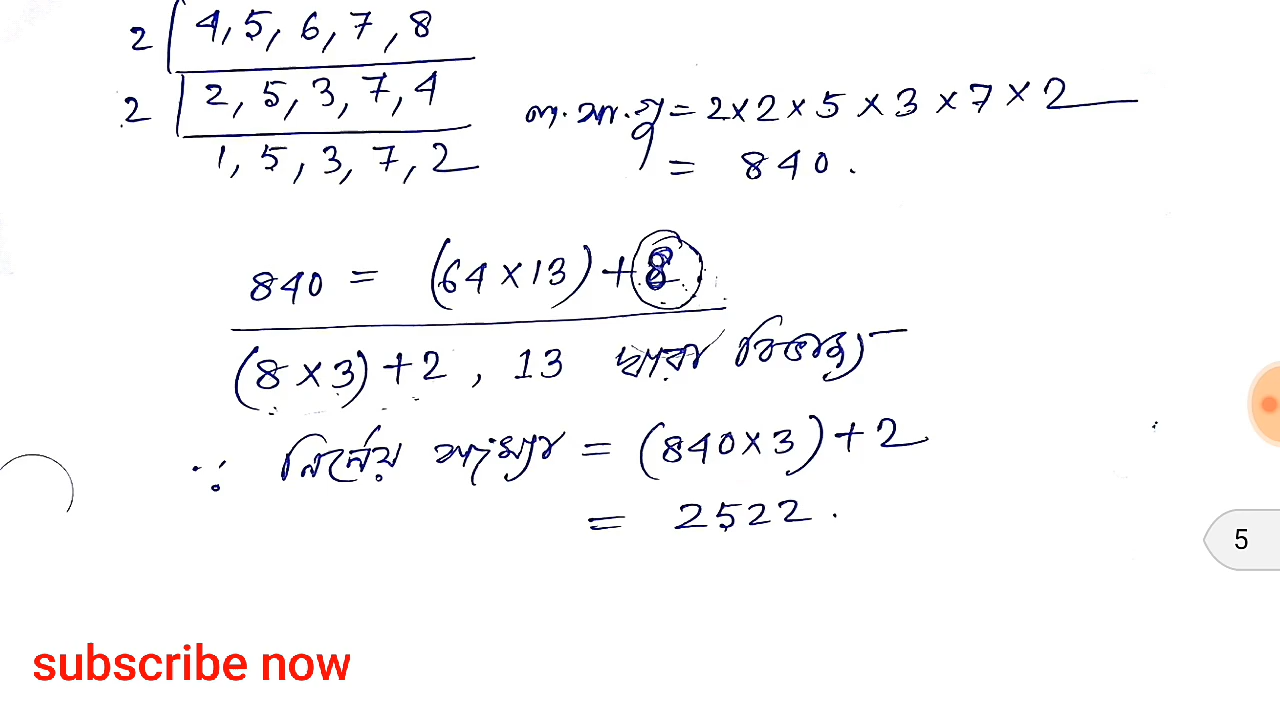 2 | 4, 5, 6, 7, 8
2 | 2, 5, 3, 7, 4
1, 5, 3, 7, 2
ল.সা.গু = 2×2×5×3×7×2
= 840.
840 = (64×13)+8
(8×3)+2, 13 দ্বারা বিভাজ্য
∵ নির্ণেয় সংখ্যা = (840×3)+2
= 2522.
5
subscribe now